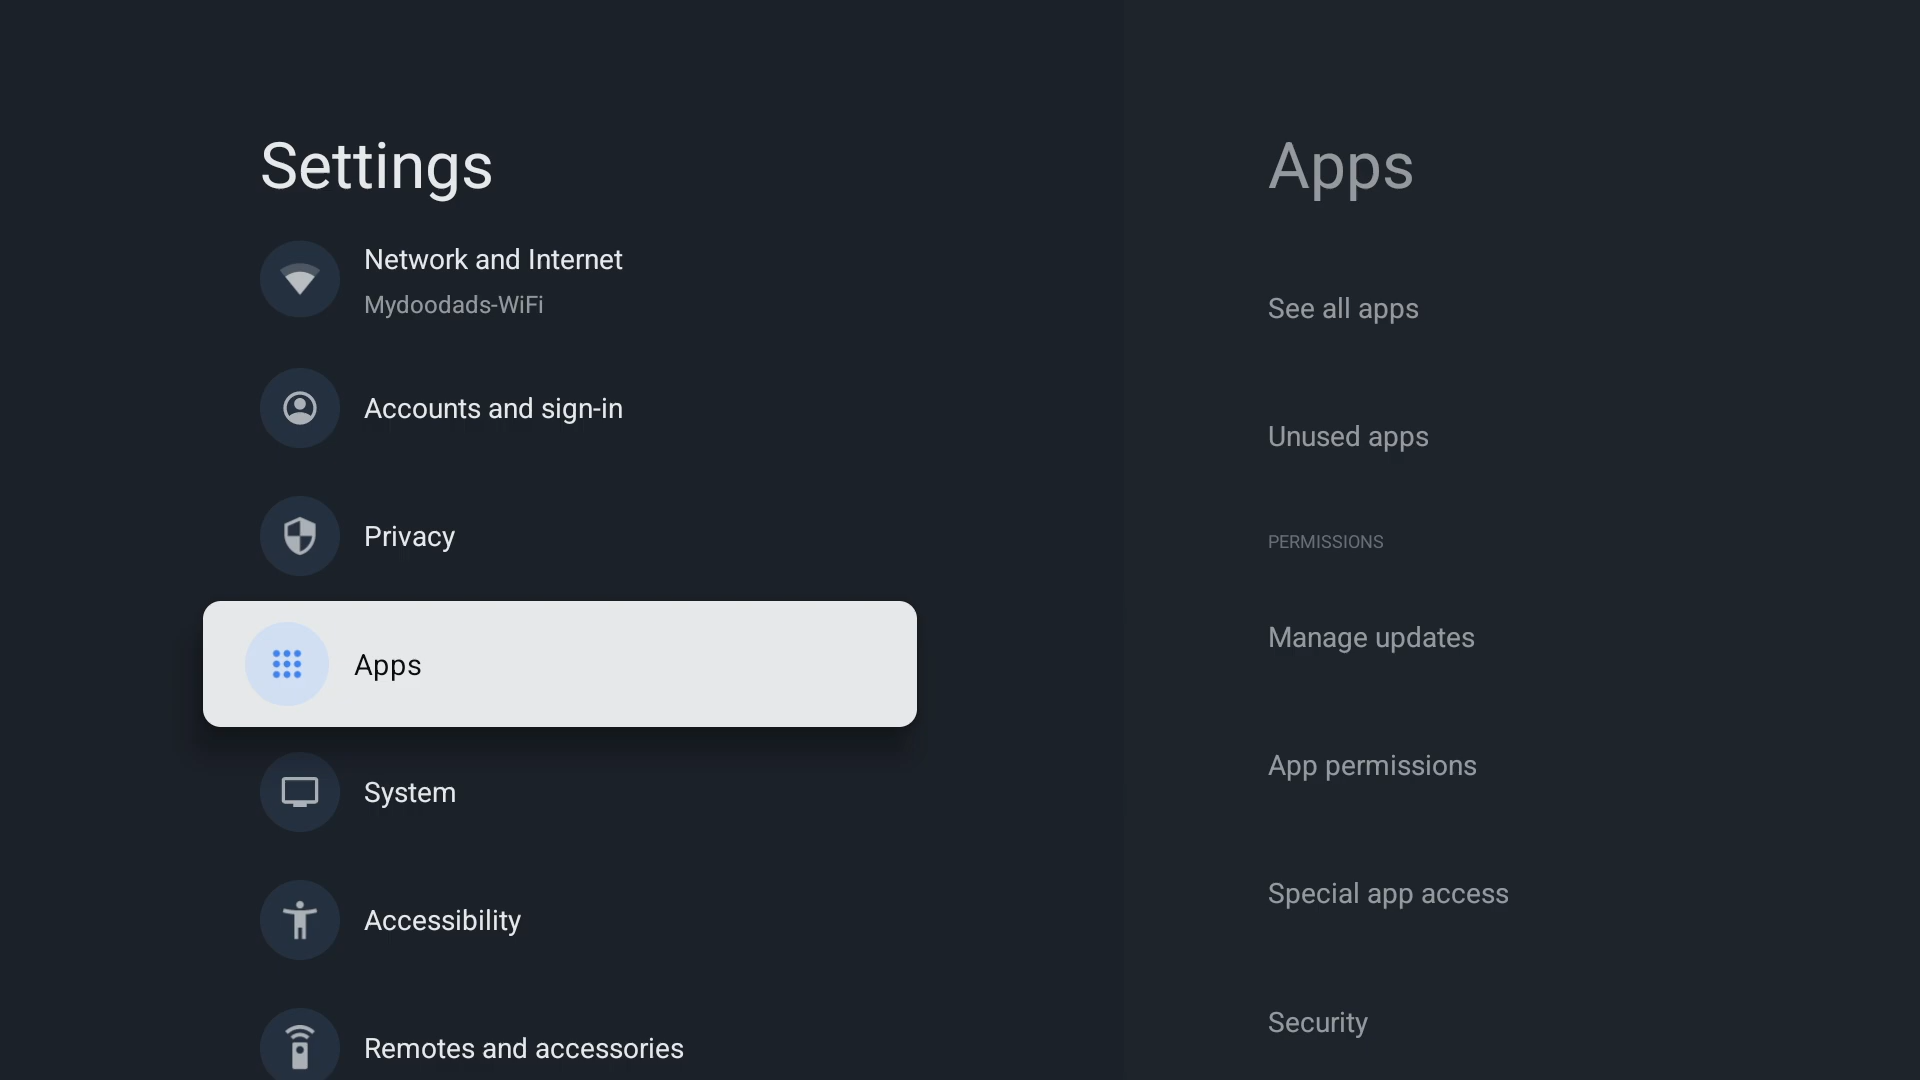 Settings
Network and Internet
Mydoodads-WiFi
Accounts and sign-in
Privacy
Apps
System
Accessibility
Remotes and accessories
Apps
See all apps
Unused apps
PERMISSIONS
Manage updates
App permissions
Special app access
Security